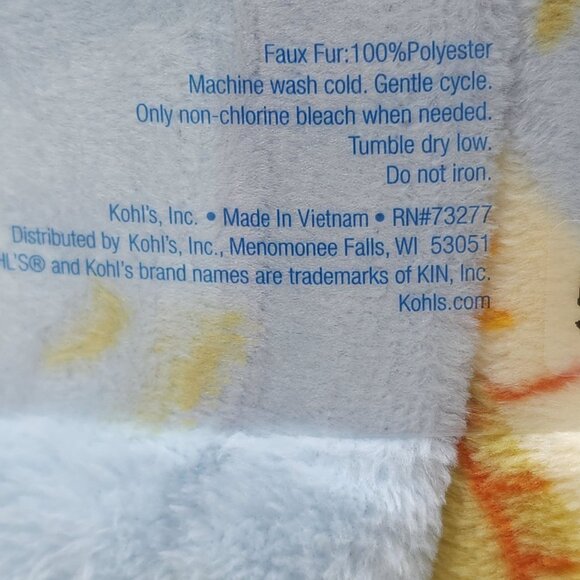 Faux Fur:100%Polyester
Machine wash cold. Gentle cycle.
Only non-chlorine bleach when needed.
Tumble dry low.
Do not iron.
Kohl's, Inc. • Made In Vietnam • RN#73277
Distributed by Kohl's, Inc., Menomonee Falls, WI 53051
HL'S® and Kohl's brand names are trademarks of KIN, Inc.
Kohls.com